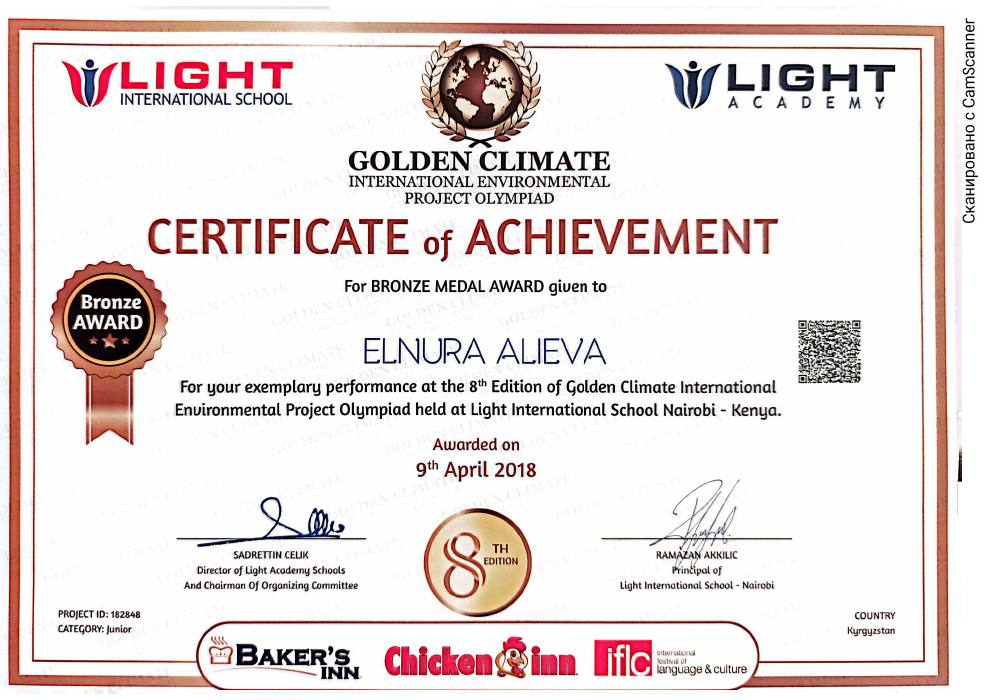 LIGHT
INTERNATIONAL SCHOOL
LIGHT
ACADEMY
Сканировано с CamScanner
GOLDEN CLIMATE
INTERNATIONAL ENVIRONMENTAL
PROJECT OLYMPIAD
CERTIFICATE of ACHIEVEMENT
For BRONZE MEDAL AWARD given to
Bronze
AWARD
ELNURA ALIEVA
For your exemplary performance at the 8th Edition of Golden Climate International
Environmental Project Olympiad held at Light International School Nairobi - Kenya.
Awarded on
9th April 2018
SADRETTIN CELIK
Director of Light Academy Schools
And Chairman Of Organizing Committee
8TH
EDITION
RAMAZAN AKKILIC
Principal of
Light International School - Nairobi
PROJECT ID: 182848
CATEGORY: Junior
COUNTRY
Kyrgyzstan
BAKER'S
INN
Chicken inn
iflc
international
festival of
language & culture